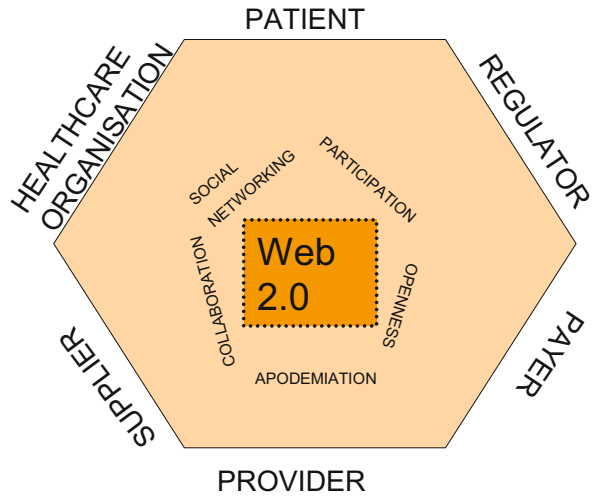 PATIENT
HEALTHCARE
ORGANISATION
REGULATOR
SOCIAL
NETWORKING
PARTICIPATION
COLLABORATION
Web
2.0
OPENNESS
APODEMIATION
SUPPLIER
PAYER
PROVIDER